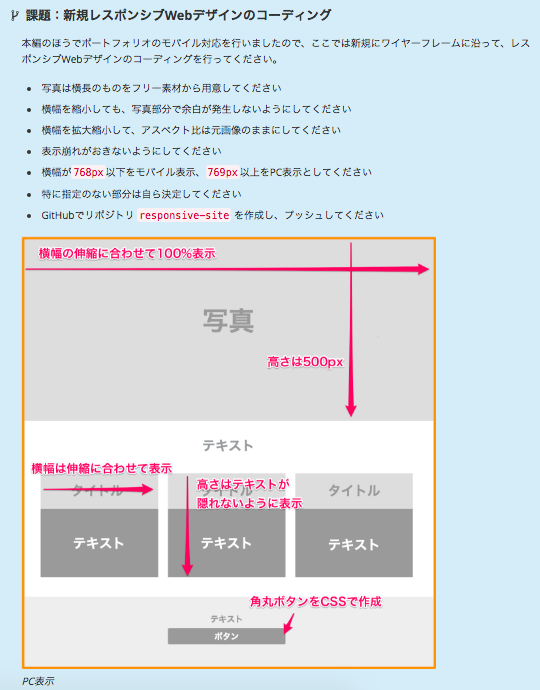 課題：新規レスポンシブWebデザインのコーディング
本編のほうでポートフォリオのモバイル対応を行いましたので、ここでは新規にワイヤーフレームに沿って、レス
ポンシブWebデザインのコーディングを行ってください。
写真は横長のものをフリー素材から用意してください
横幅を縮小しても、写真部分で余白が発生しないようにしてください
横幅を拡大縮小して、アスペクト比は元画像のままにしてください
表示崩れがおきないようにしてください
横幅が 768px 以下をモバイル表示、 769px 以上をPC表示としてください
特に指定のない部分は自ら決定してください
GitHubでリポジトリ responsive-site を作成し、プッシュしてください
横幅の伸縮に合わせて100%表示
写真
高さは500px
テキスト
横幅は伸縮に合わせて表示
高さはテキストが
隠れないように表示
タイトル タイトル タイトル
テキスト テキスト テキスト
角丸ボタンをCSSで作成
テキスト
ボタン
PC表示